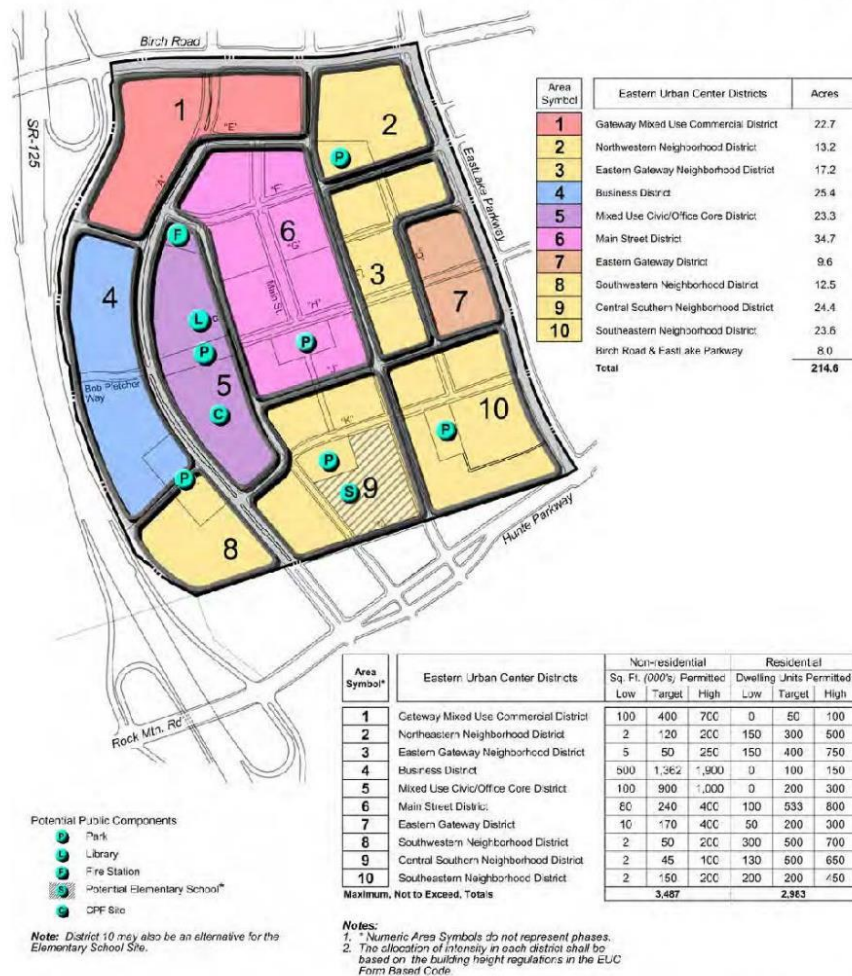 Birch Road
SR-125
EastLake Parkway
Hunte Parkway
Rock Mtn. Rd
Bob Pletcher
Way
Main St.
"A"
"E"
"F"
"G"
"H"
"J"
"K"
1
2
3
4
5
6
7
8
9
10
P
F
L
P
P
C
P
P
S
P
Area
Symbol
Eastern Urban Center Districts
Acres
1 Gateway Mixed Use Commercial District 22.7
2 Northwestern Neighborhood District 13.2
3 Eastern Gateway Neighborhood District 17.2
4 Business District 25.4
5 Mixed Use Civic/Office Core District 23.3
6 Main Street District 34.7
7 Eastern Gateway District 9.6
8 Southwestern Neighborhood District 12.5
9 Central Southern Neighborhood District 24.4
10 Southeastern Neighborhood District 23.6
Birch Road & EastLake Parkway 8.0
Total 214.6
Area
Symbol*
Eastern Urban Center Districts
Non-residential Residential
Sq. Ft. (000's) Permitted Dwelling Units Permitted
Low Target High Low Target High
1 Gateway Mixed Use Commercial District 100 400 700 0 50 100
2 Northeastern Neighborhood District 2 120 200 150 300 500
3 Eastern Gateway Neighborhood District 5 50 250 150 400 750
4 Business District 500 1,362 1,900 0 100 150
5 Mixed Use Civic/Office Core District 100 900 1,000 0 200 300
6 Main Street District 80 240 400 100 533 800
7 Eastern Gateway District 10 170 400 50 200 300
8 Southwestern Neighborhood District 2 50 200 300 500 700
9 Central Southern Neighborhood District 2 45 100 130 500 650
10 Southeastern Neighborhood District 2 150 200 200 200 450
Maximum, Not to Exceed, Totals 3,487 2,983
Potential Public Components
P Park
L Library
F Fire Station
S Potential Elementary School*
C CPF Site
Note: District 10 may also be an alternative for the
Elementary School Site.
Notes:
1. * Numeric Area Symbols do not represent phases.
2. The allocation of intensity in each district shall be
based on the building height regulations in the EUC
Form Based Code.